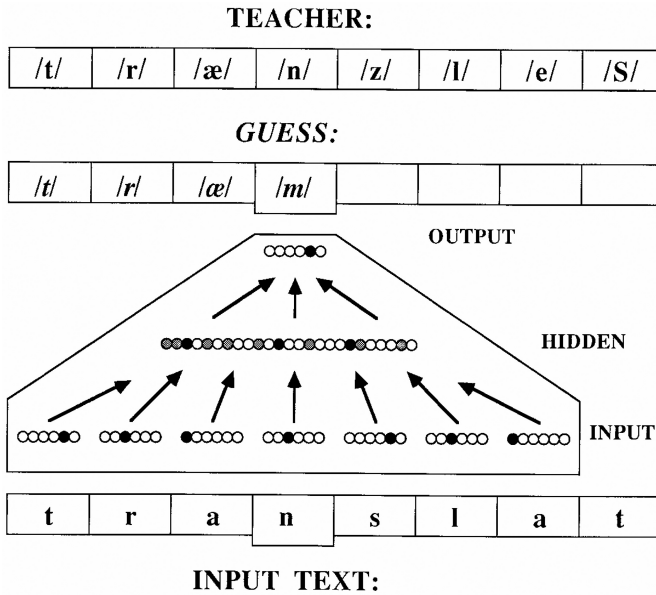 TEACHER:
/t/ /r/ /æ/ /n/ /z/ /l/ /e/ /S/
GUESS:
/t/ /r/ /æ/ /m/
OUTPUT
HIDDEN
INPUT
t r a n s l a t
INPUT TEXT: